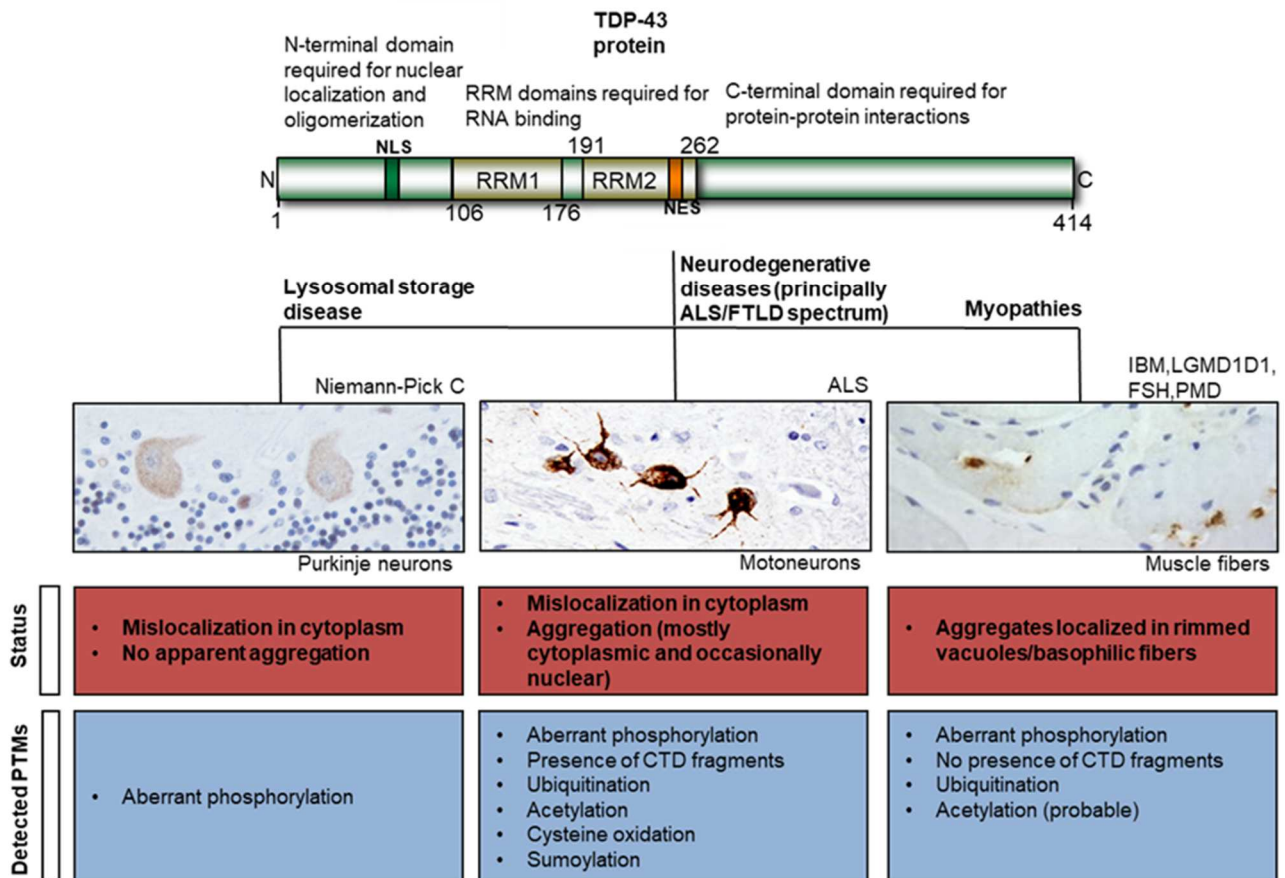 TDP-43
protein
N-terminal domain
required for nuclear
localization and
oligomerization
RRM domains required for
RNA binding
C-terminal domain required for
protein-protein interactions
NLS
191
262
N
RRM1
RRM2
C
1
106
176
NES
414
Lysosomal storage
disease
Neurodegenerative
diseases (principally
ALS/FTLD spectrum)
Myopathies
Niemann-Pick C
ALS
IBM,LGMD1D1,
FSH,PMD
Purkinje neurons
Motoneurons
Muscle fibers
Status
• Mislocalization in cytoplasm
• No apparent aggregation
• Mislocalization in cytoplasm
• Aggregation (mostly
cytoplasmic and occasionally
nuclear)
• Aggregates localized in rimmed
vacuoles/basophilic fibers
Detected PTMs
• Aberrant phosphorylation
• Aberrant phosphorylation
• Presence of CTD fragments
• Ubiquitination
• Acetylation
• Cysteine oxidation
• Sumoylation
• Aberrant phosphorylation
• No presence of CTD fragments
• Ubiquitination
• Acetylation (probable)